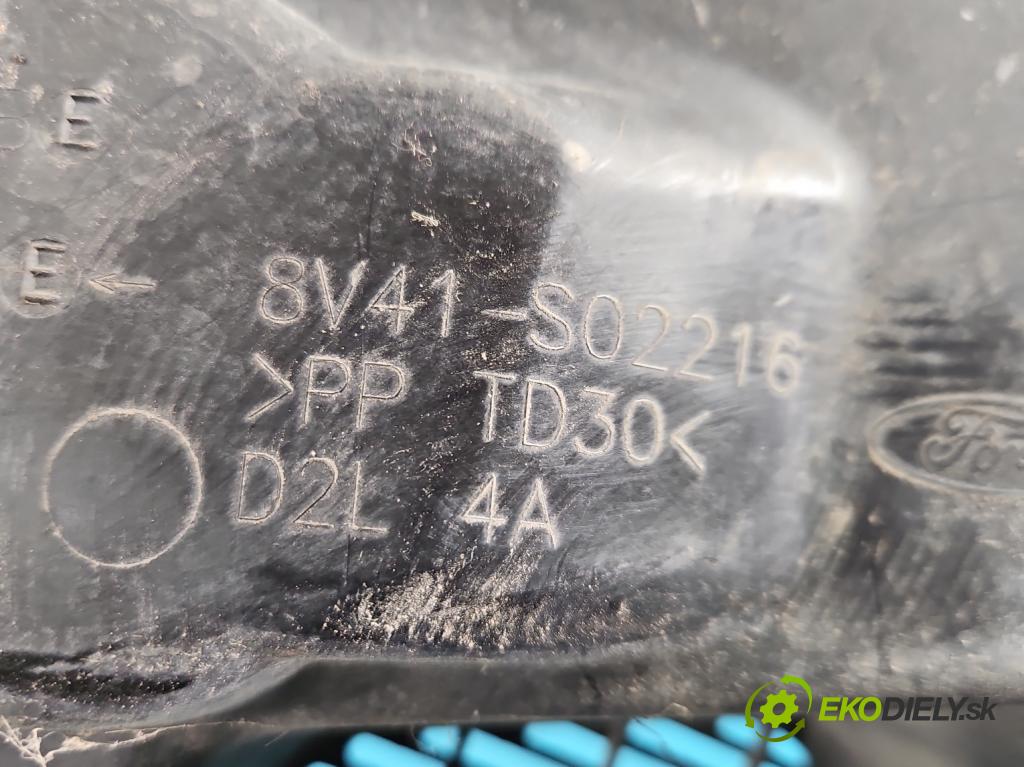 E
E
8V41-S02216
>PP TD30<
D2L 4A
Ford
EKODIELY.sk